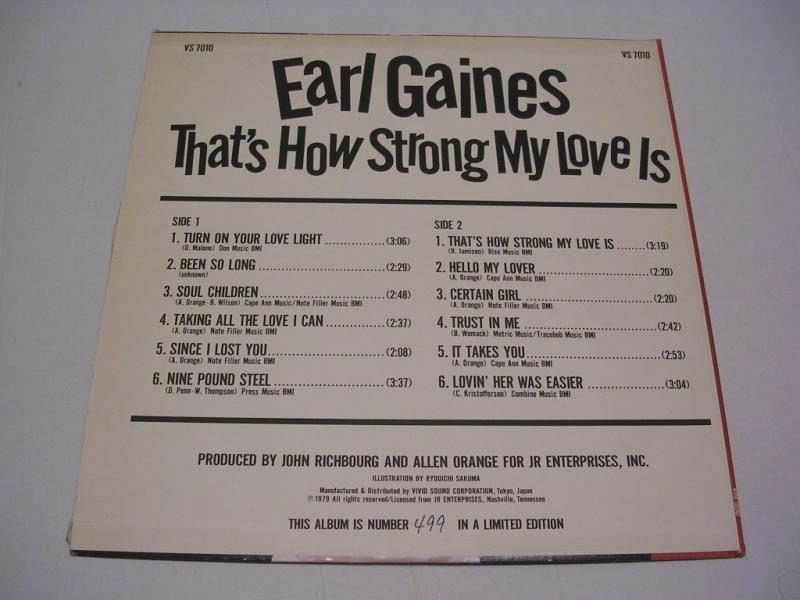 VS 7010
VS 7010
Earl Gaines
That's How Strong My Love Is
SIDE 1
1. TURN ON YOUR LOVE LIGHT ..............(3:06)
(D. Malone) Don Music BMI
2. BEEN SO LONG ..............................(2:29)
(unknown)
3. SOUL CHILDREN ............................(2:48)
(A. Orange·B. Wilson) Cape Ann Music/Note Filler Music BMI
4. TAKING ALL THE LOVE I CAN ..............(2:37)
(A. Orange) Note Filler Music BMI
5. SINCE I LOST YOU............................(2:08)
(A. Orange) Note Filler Music BMI
6. NINE POUND STEEL ..........................(3:37)
(D. Penn·W. Thompson) Press Music BMI
SIDE 2
1. THAT'S HOW STRONG MY LOVE IS .......(3:19)
(R. Jamison) Rise Music BMI
2. HELLO MY LOVER ..........................(2:20)
(A. Orange) Cape Ann Music BMI
3. CERTAIN GIRL ..............................(2:20)
(A. Orange) Note Filler Music BMI
4. TRUST IN ME ..............................(2:42)
(B. Womack) Metric Music/Tracebob Music BMI
5. IT TAKES YOU..............................(2:53)
(A. Orange) Cape Ann Music BMI
6. LOVIN' HER WAS EASIER ..................(3:04)
(C. Kristofferson) Combine Music BMI
PRODUCED BY JOHN RICHBOURG AND ALLEN ORANGE FOR JR ENTERPRISES, INC.
ILLUSTRATION BY RYOUICHI SAKUMA
Manufactured & Distributed by VIVID SOUND CORPORATION, Tokyo, Japan
Ⓟ 1979 All rights reserved/Licensed from JR ENTERPRISES, Nashville, Tennessee
THIS ALBUM IS NUMBER 499 IN A LIMITED EDITION